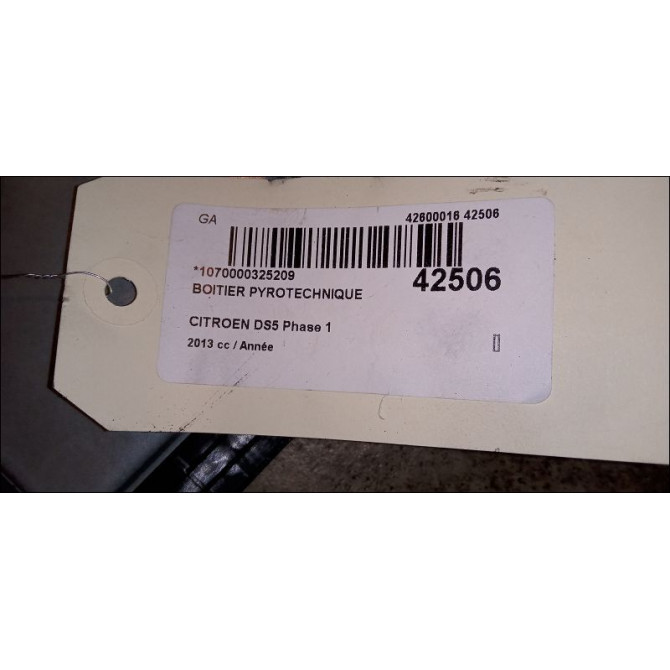 GA 42600016 42506
*1070000325209 42506
BOITIER PYROTECHNIQUE
CITROEN DS5 Phase 1
2013 cc / Année